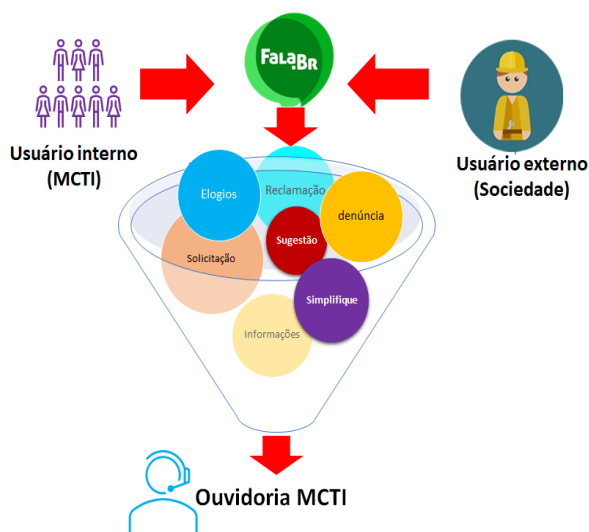 FALA.BR
Usuário interno
(MCTI)
Usuário externo
(Sociedade)
Elogios
Reclamação
denúncia
Sugestão
Solicitação
Simplifique
Informações
Ouvidoria MCTI